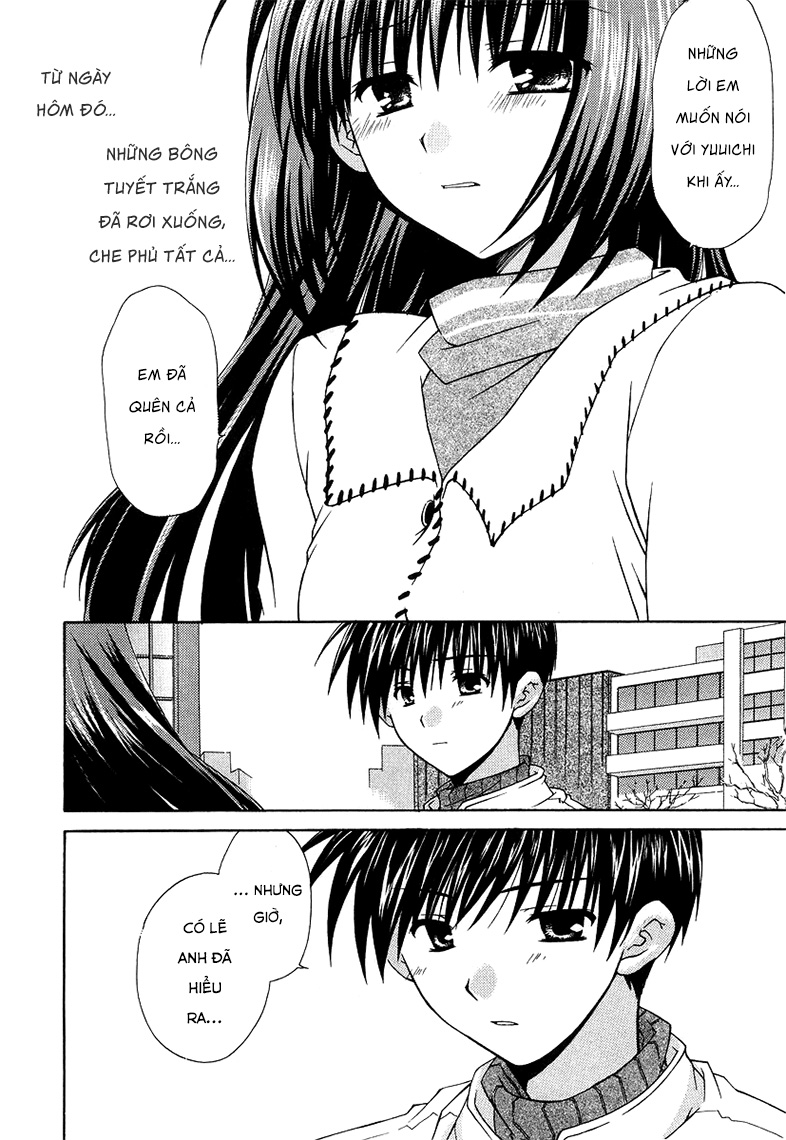 NHỮNG
LỜI EM
MUỐN NÓI
VỚI YUUICHI
KHI ẤY...
TỪ NGÀY
HÔM ĐÓ...
NHỮNG BÔNG
TUYẾT TRẮNG
ĐÃ RƠI XUỐNG,
CHE PHỦ TẤT CẢ...
EM ĐÃ
QUÊN CẢ
RỒI...
... NHƯNG
GIỜ,
CÓ LẼ
ANH ĐÃ
HIỂU
RA...